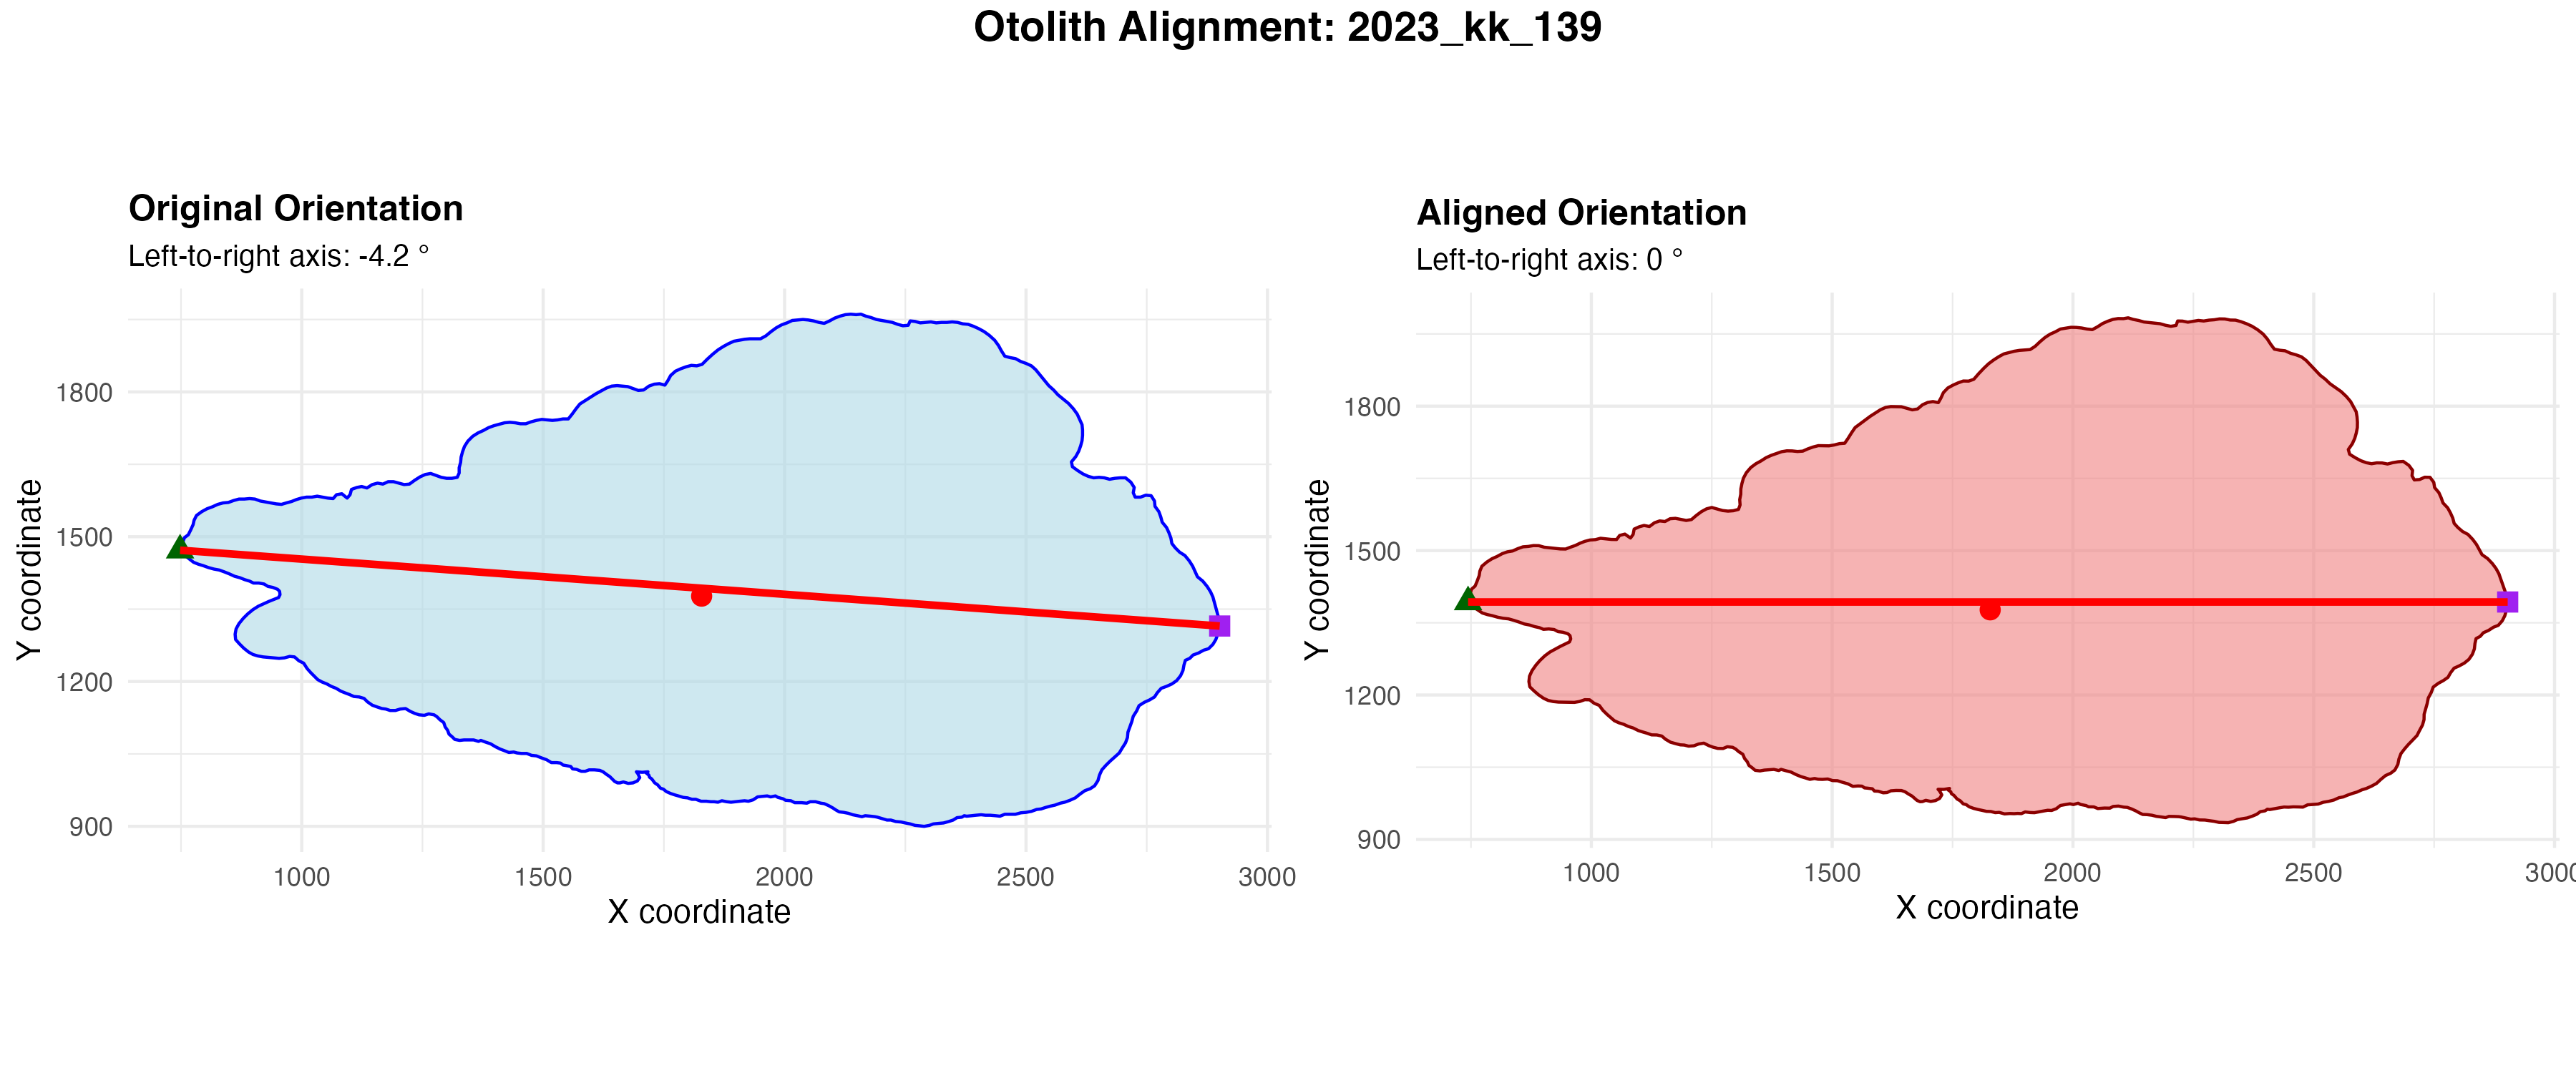 Otolith Alignment: 2023_kk_139
Original Orientation
Left-to-right axis: -4.2 °
1800
1500
1200
900
Y coordinate
1000 1500 2000 2500 3000
X coordinate
Aligned Orientation
Left-to-right axis: 0 °
1800
1500
1200
900
Y coordinate
1000 1500 2000 2500 3000
X coordinate